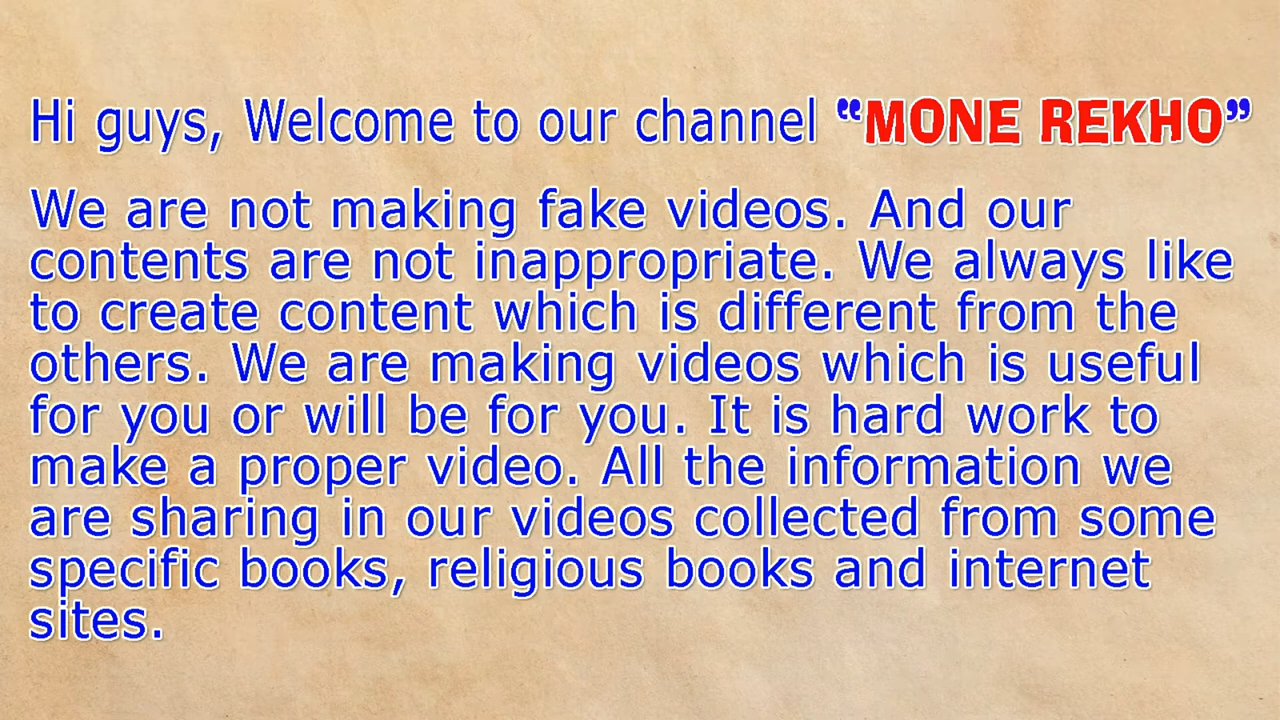 Hi guys, Welcome to our channel “MONE REKHO”
We are not making fake videos. And our
contents are not inappropriate. We always like
to create content which is different from the
others. We are making videos which is useful
for you or will be for you. It is hard work to
make a proper video. All the information we
are sharing in our videos collected from some
specific books, religious books and internet
sites.